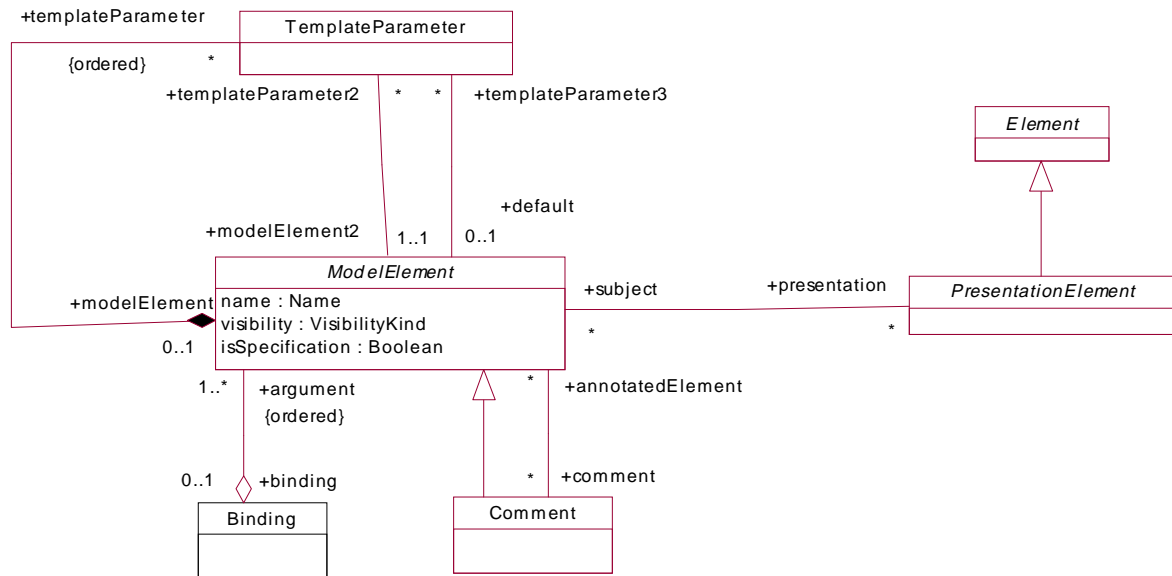 +templateParameter
TemplateParameter
{ordered}
*
+templateParameter2
*
*
+templateParameter3
Element
+default
+modelElement2
1..1
0..1
ModelElement
+modelElement
name : Name
visibility : VisibilityKind
isSpecification : Boolean
0..1
+subject
*
+presentation
*
PresentationElement
1..*
+argument
{ordered}
*
+annotatedElement
0..1
+binding
*
+comment
Binding
Comment